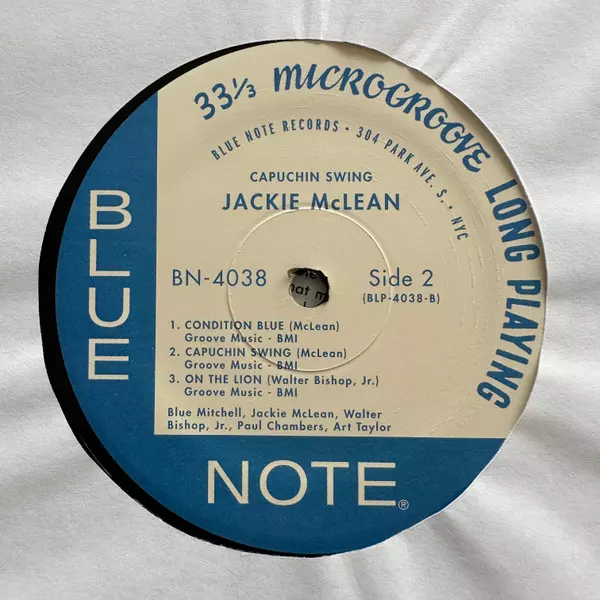 33⅓ MICROGROOVE LONG PLAYING
BLUE NOTE RECORDS • 304 PARK AVE. S. • NYC
CAPUCHIN SWING
JACKIE McLEAN
BN-4038
Side 2
(BLP-4038-B)
1. CONDITION BLUE (McLean)
Groove Music - BMI
2. CAPUCHIN SWING (McLean)
Groove Music - BMI
3. ON THE LION (Walter Bishop, Jr.)
Groove Music - BMI
Blue Mitchell, Jackie McLean, Walter
Bishop, Jr., Paul Chambers, Art Taylor
BLUE
NOTE®